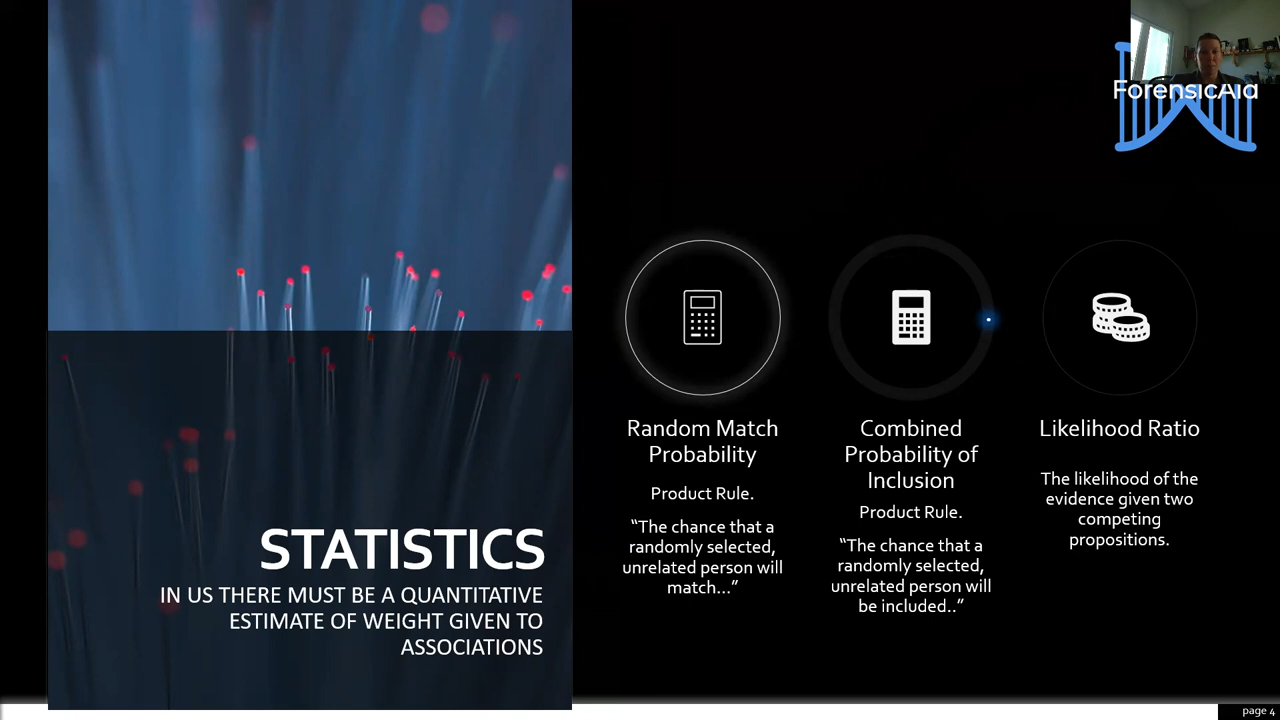 ForensicAid
STATISTICS
IN US THERE MUST BE A QUANTITATIVE
ESTIMATE OF WEIGHT GIVEN TO
ASSOCIATIONS
Random Match
Probability
Product Rule.
“The chance that a
randomly selected,
unrelated person will
match...”
Combined
Probability of
Inclusion
Product Rule.
“The chance that a
randomly selected,
unrelated person will
be included..”
Likelihood Ratio
The likelihood of the
evidence given two
competing
propositions.
page 4